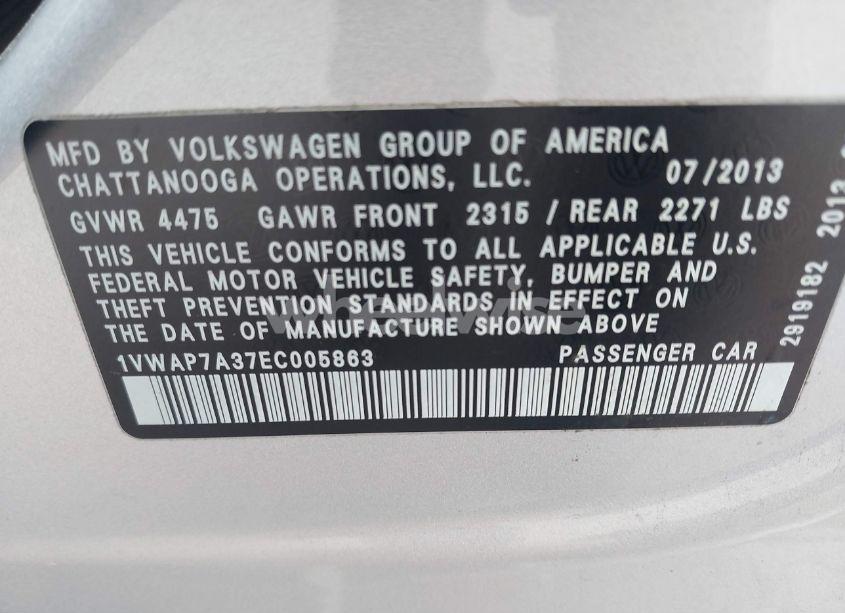 MFD BY VOLKSWAGEN GROUP OF AMERICA
CHATTANOOGA OPERATIONS, LLC. 07/2013
GVWR 4475 GAWR FRONT 2315 / REAR 2271 LBS
THIS VEHICLE CONFORMS TO ALL APPLICABLE U.S.
FEDERAL MOTOR VEHICLE SAFETY, BUMPER AND
THEFT PREVENTION STANDARDS IN EFFECT ON
THE DATE OF MANUFACTURE SHOWN ABOVE
1VWAP7A37EC005863 PASSENGER CAR
2919182 2013
wheelwise